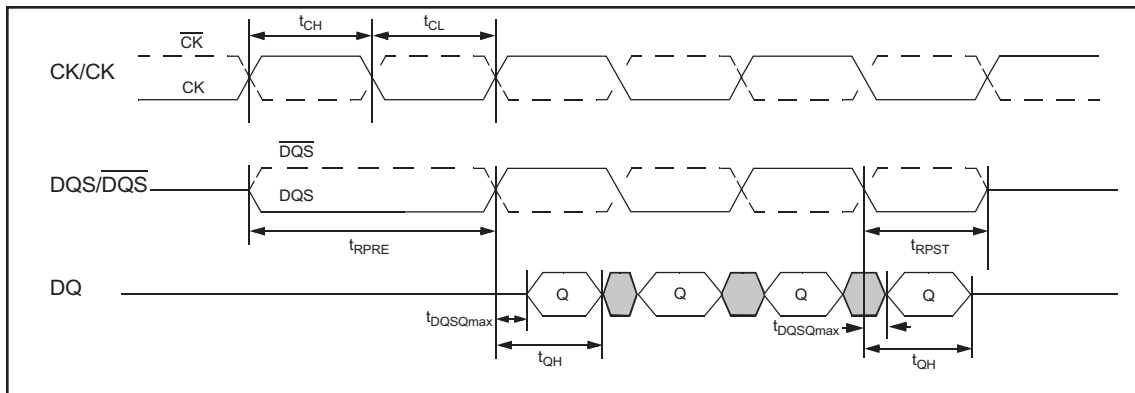 tCH tCL
CK
CK/CK
CK
DQS
DQS/DQS
DQS
tRPRE tRPST
DQ
Q Q Q Q
tDQSQmax tDQSQmax
tQH tQH